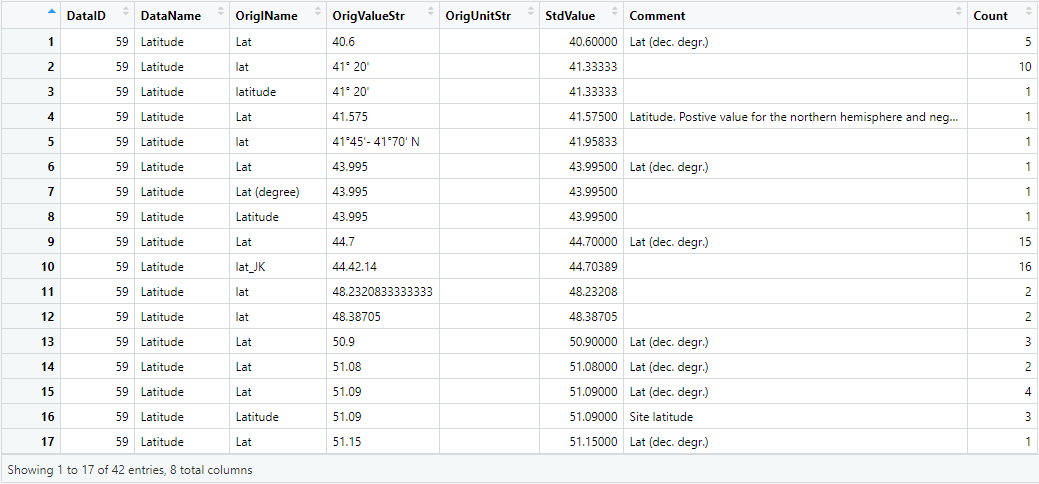 DataID DataName OriglName OrigValueStr OrigUnitStr StdValue Comment Count
1 59 Latitude Lat 40.6 40.60000 Lat (dec. degr.) 5
2 59 Latitude lat 41° 20' 41.33333 10
3 59 Latitude latitude 41° 20' 41.33333 1
4 59 Latitude Lat 41.575 41.57500 Latitude. Postive value for the northern hemisphere and neg... 1
5 59 Latitude lat 41°45'- 41°70' N 41.95833 1
6 59 Latitude Lat 43.995 43.99500 Lat (dec. degr.) 1
7 59 Latitude Lat (degree) 43.995 43.99500 1
8 59 Latitude Latitude 43.995 43.99500 1
9 59 Latitude Lat 44.7 44.70000 Lat (dec. degr.) 15
10 59 Latitude lat_JK 44.42.14 44.70389 16
11 59 Latitude lat 48.2320833333333 48.23208 2
12 59 Latitude lat 48.38705 48.38705 2
13 59 Latitude Lat 50.9 50.90000 Lat (dec. degr.) 3
14 59 Latitude Lat 51.08 51.08000 Lat (dec. degr.) 2
15 59 Latitude Lat 51.09 51.09000 Lat (dec. degr.) 4
16 59 Latitude Latitude 51.09 51.09000 Site latitude 3
17 59 Latitude Lat 51.15 51.15000 Lat (dec. degr.) 1
Showing 1 to 17 of 42 entries, 8 total columns